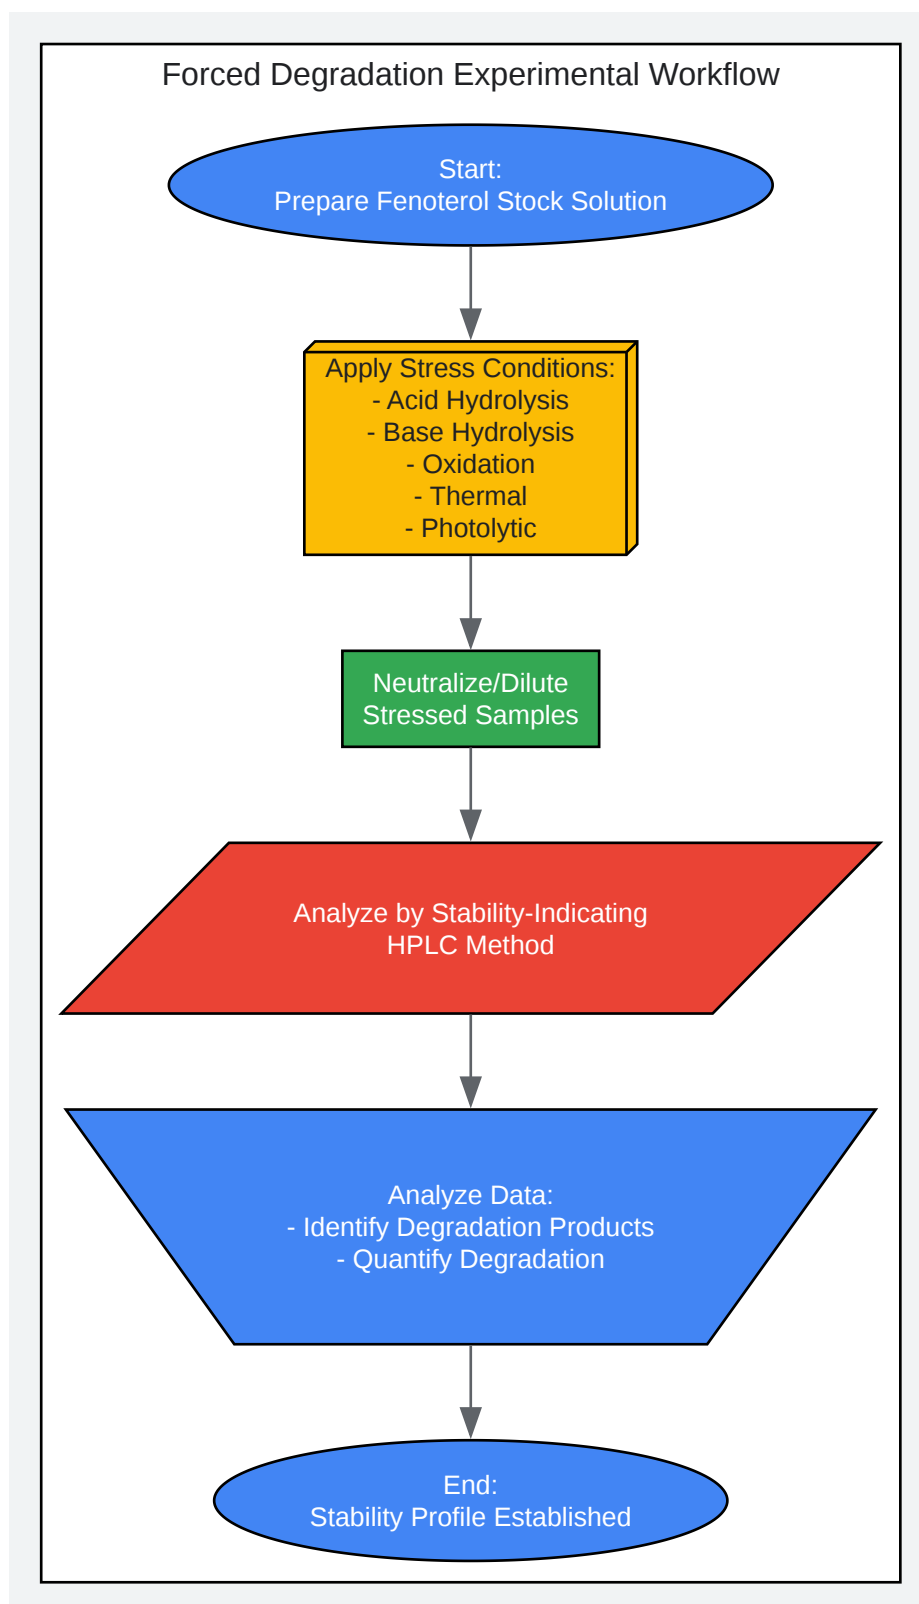 Forced Degradation Experimental Workflow
Start:
Prepare Fenoterol Stock Solution
Apply Stress Conditions:
- Acid Hydrolysis
- Base Hydrolysis
- Oxidation
- Thermal
- Photolytic
Neutralize/Dilute
Stressed Samples
Analyze by Stability-Indicating
HPLC Method
Analyze Data:
- Identify Degradation Products
- Quantify Degradation
End:
Stability Profile Established